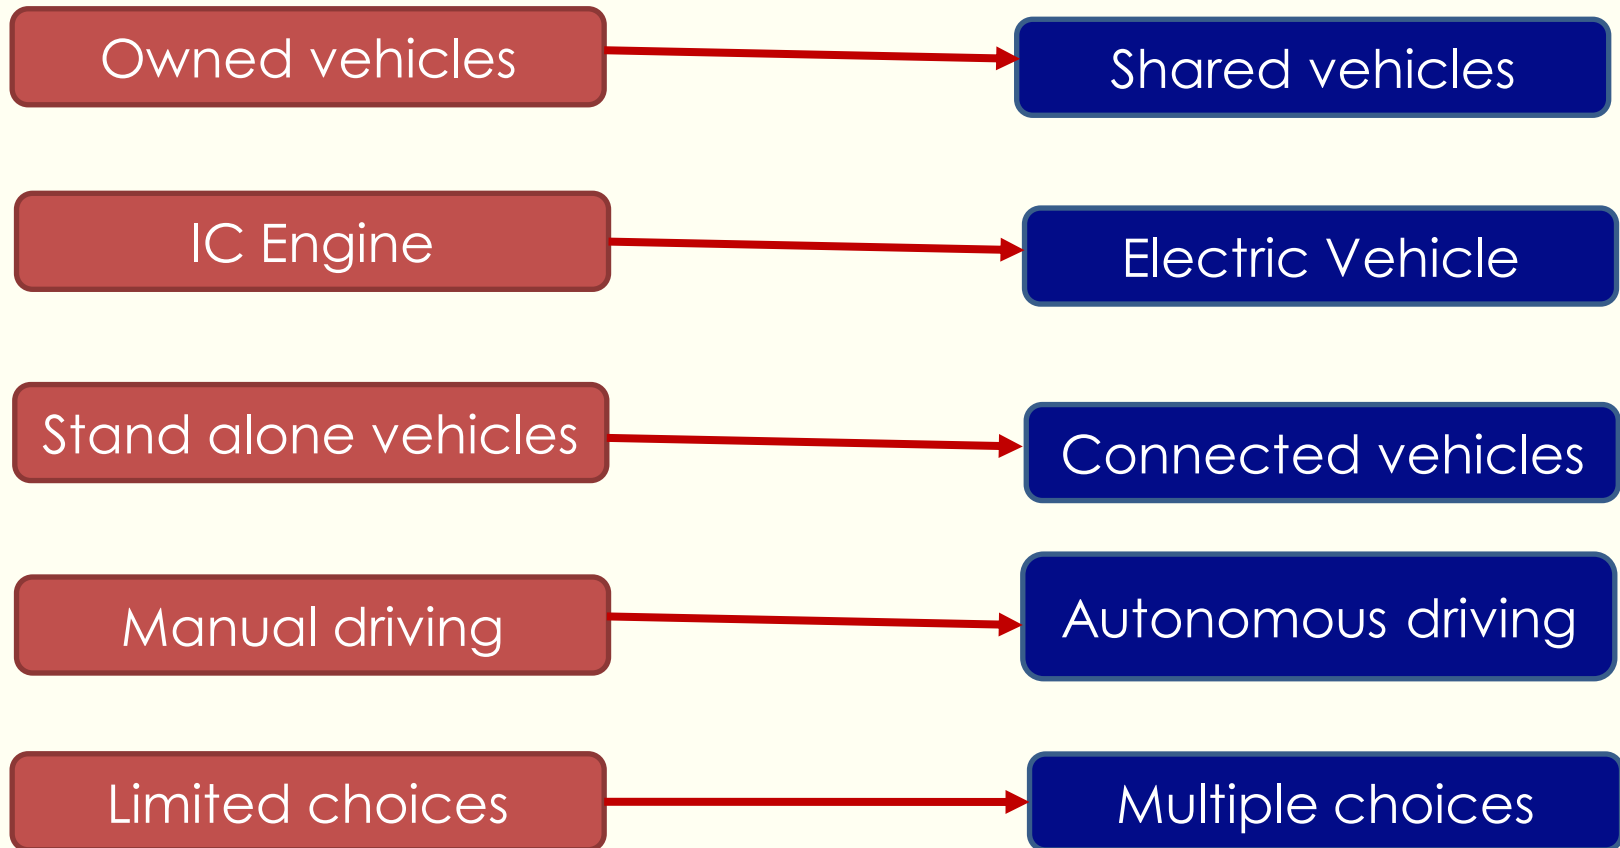 Owned vehicles
Shared vehicles
IC Engine
Electric Vehicle
Stand alone vehicles
Connected vehicles
Manual driving
Autonomous driving
Limited choices
Multiple choices